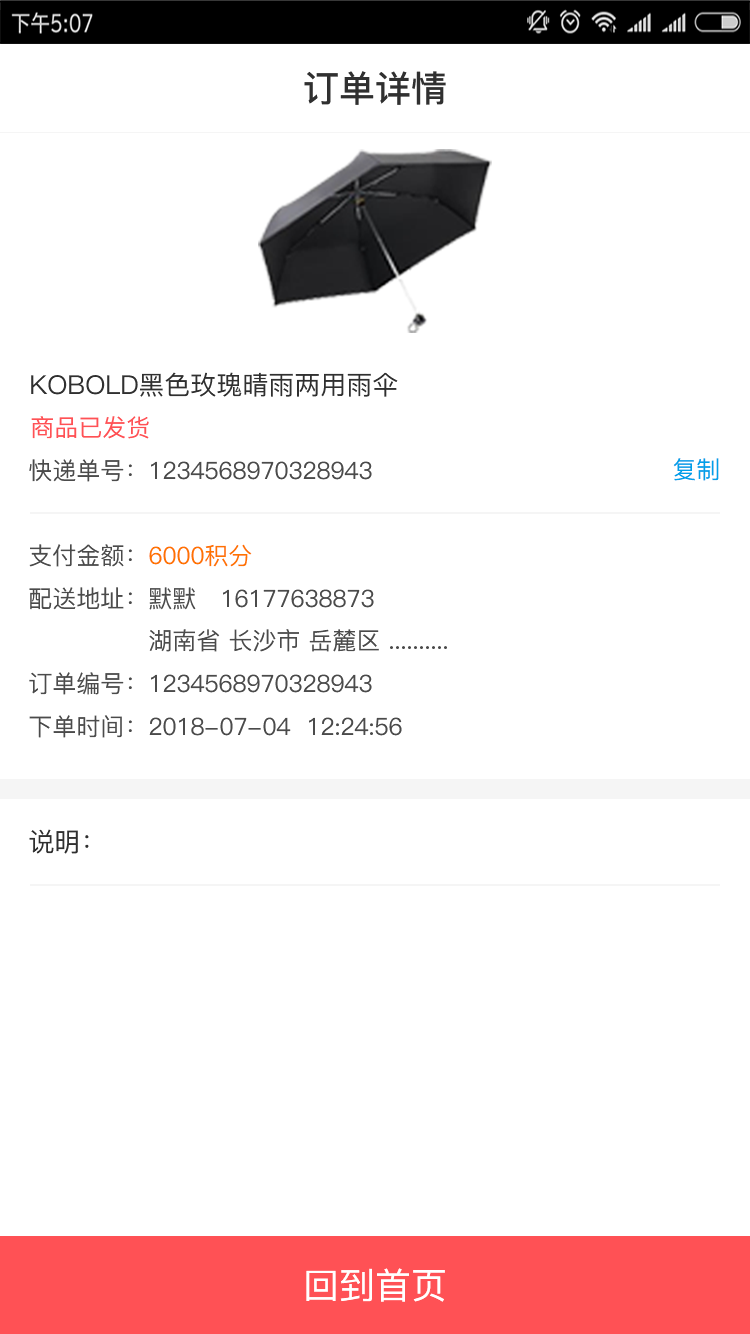 下午5:07
订单详情
KOBOLD黑色玫瑰晴雨两用雨伞
商品已发货
快递单号：1234568970328943 复制
支付金额：6000积分
配送地址：默默 16177638873
湖南省 长沙市 岳麓区 ..........
订单编号：1234568970328943
下单时间：2018-07-04 12:24:56
说明：
回到首页